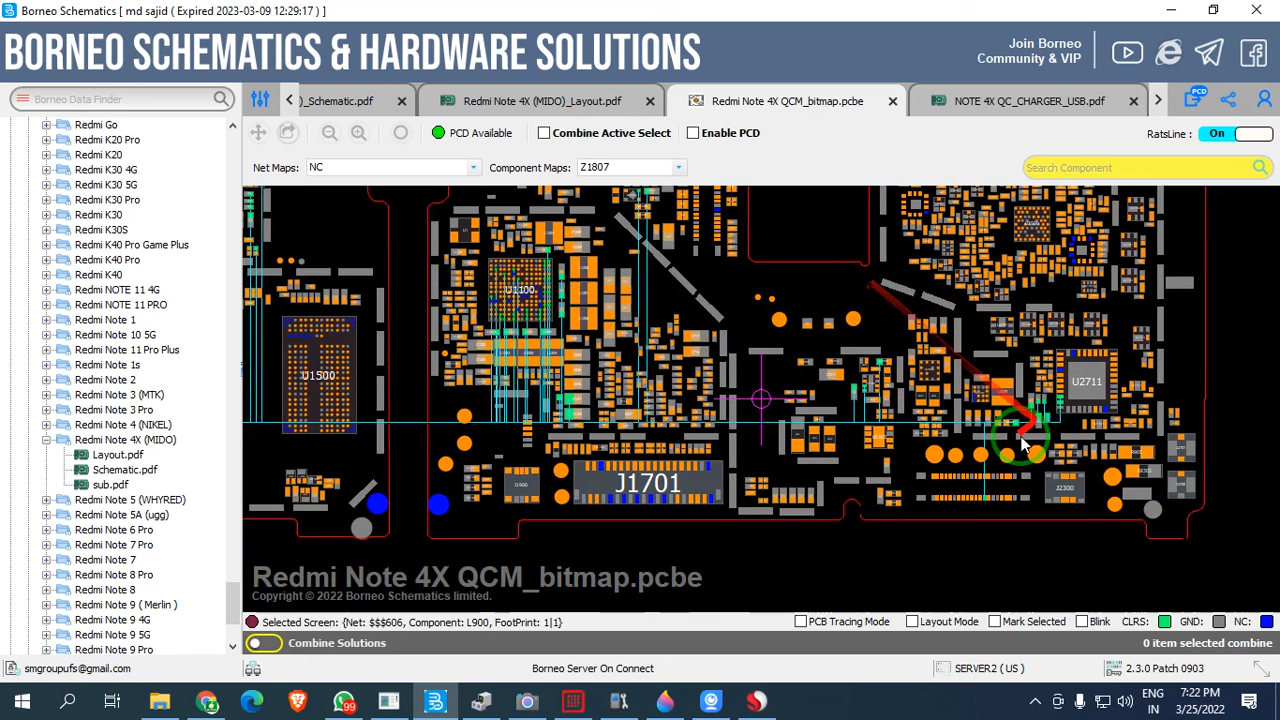 Borneo Schematics [ md sajid ( Expired 2023-03-09 12:29:17 ) ]
BORNEO SCHEMATICS & HARDWARE SOLUTIONS
Join Borneo
Community & VIP
Borneo Data Finder
)_Schematic.pdf
Redmi Note 4X (MIDO)_Layout.pdf
Redmi Note 4X QCM_bitmap.pcbe
NOTE 4X QC_CHARGER_USB.pdf
PCD
PCD Available
Combine Active Select
Enable PCD
RatsLine :
On
Net Maps:
NC
Component Maps:
Z1807
Search Component
Redmi Go
Redmi K20 Pro
Redmi K20
Redmi K30 4G
Redmi K30 5G
Redmi K30 Pro
Redmi K30
Redmi K30S
Redmi K40 Pro Game Plus
Redmi K40 Pro
Redmi K40
Redmi NOTE 11 4G
Redmi NOTE 11 PRO
Redmi Note 1
Redmi Note 10 5G
Redmi Note 11 Pro Plus
Redmi Note 1s
Redmi Note 2
Redmi Note 3 (MTK)
Redmi Note 3 Pro
Redmi Note 4 (NIKEL)
Redmi Note 4X (MIDO)
Layout.pdf
Schematic.pdf
sub.pdf
Redmi Note 5 (WHYRED)
Redmi Note 5A (ugg)
Redmi Note 6 Pro
Redmi Note 7 Pro
Redmi Note 7
Redmi Note 8 Pro
Redmi Note 8
Redmi Note 9 ( Merlin )
Redmi Note 9 4G
Redmi Note 9 5G
Redmi Note 9 Pro
U1500
U1100
U2711
J1701
J2300
Redmi Note 4X QCM_bitmap.pcbe
Copyright © 2022 Borneo Schematics limited.
Selected Screen: {Net: $$$606, Component: L900, FootPrint: 1|1}
PCB Tracing Mode
Layout Mode
Mark Selected
Blink
CLRS:
GND:
NC:
Combine Solutions
0 item selected combine
smgroupufs@gmail.com
Borneo Server On Connect
SERVER2 ( US )
2.3.0 Patch 0903
99
ENG
IN
7:22 PM
3/25/2022